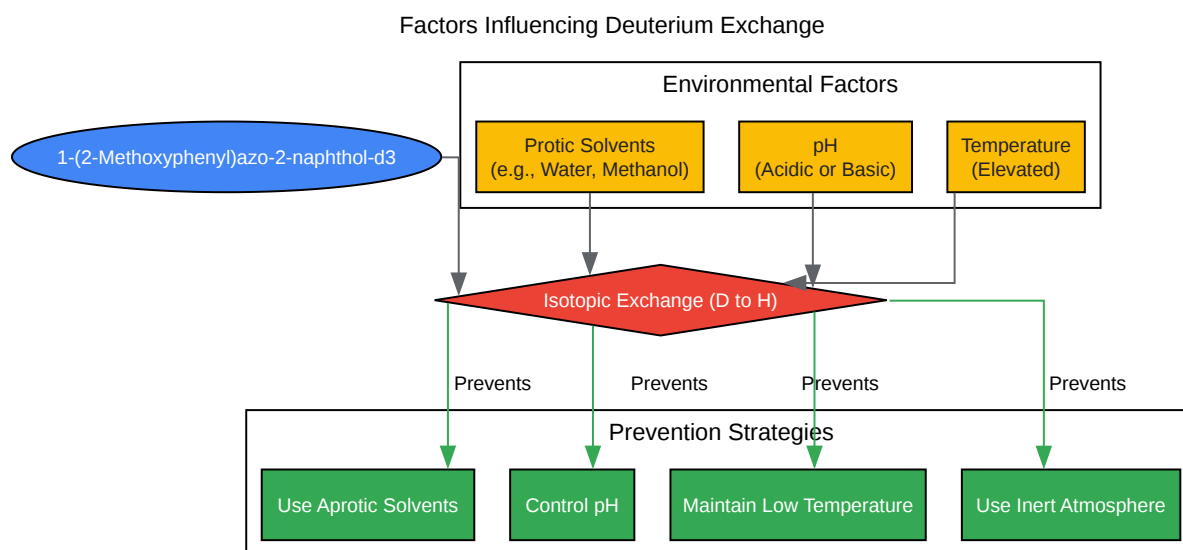 Factors Influencing Deuterium Exchange
Environmental Factors
1-(2-Methoxyphenyl)azo-2-naphthol-d3
Protic Solvents
(e.g., Water, Methanol)
pH
(Acidic or Basic)
Temperature
(Elevated)
Isotopic Exchange (D to H)
Prevents
Prevents
Prevents
Prevents
Prevention Strategies
Use Aprotic Solvents
Control pH
Maintain Low Temperature
Use Inert Atmosphere